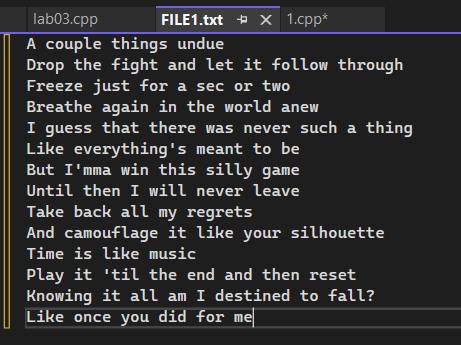 lab03.cpp FILE1.txt 1.cpp*
A couple things undue
Drop the fight and let it follow through
Freeze just for a sec or two
Breathe again in the world anew
I guess that there was never such a thing
Like everything's meant to be
But I'mma win this silly game
Until then I will never leave
Take back all my regrets
And camouflage it like your silhouette
Time is like music
Play it 'til the end and then reset
Knowing it all am I destined to fall?
Like once you did for me